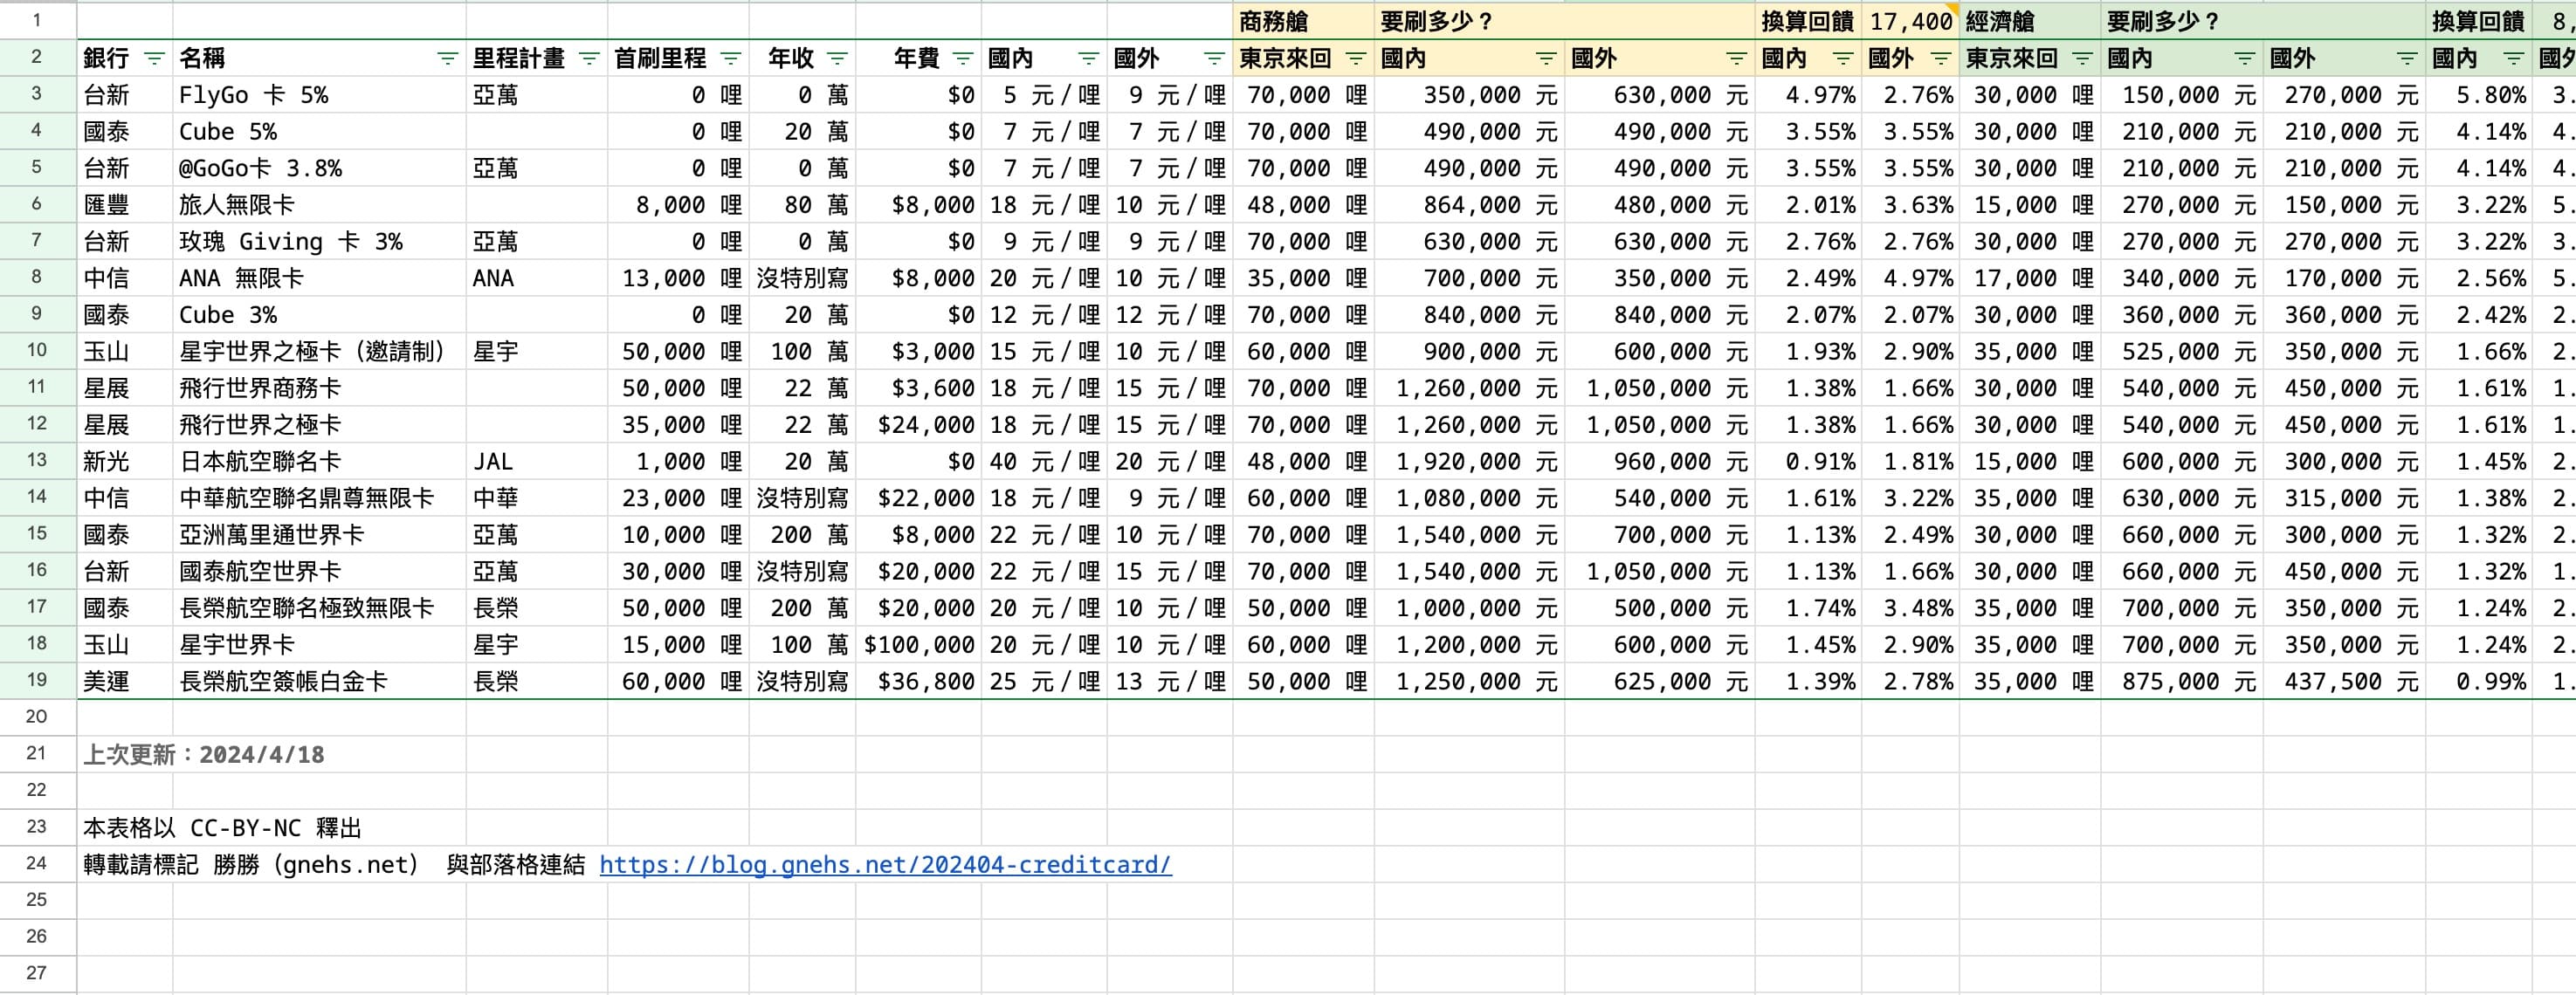 1 商務艙 要刷多少？ 換算回饋 17,400 經濟艙 要刷多少？ 換算回饋 8,
2 銀行 名稱 里程計畫 首刷里程 年收 年費 國內 國外 東京來回 國內 國外 國內 國外 東京來回 國內 國外 國內 國外
3 台新 FlyGo 卡 5% 亞萬 0 哩 0 萬 $0 5 元/哩 9 元/哩 70,000 哩 350,000 元 630,000 元 4.97% 2.76% 30,000 哩 150,000 元 270,000 元 5.80% 3.
4 國泰 Cube 5% 0 哩 20 萬 $0 7 元/哩 7 元/哩 70,000 哩 490,000 元 490,000 元 3.55% 3.55% 30,000 哩 210,000 元 210,000 元 4.14% 4.
5 台新 @GoGo卡 3.8% 亞萬 0 哩 0 萬 $0 7 元/哩 7 元/哩 70,000 哩 490,000 元 490,000 元 3.55% 3.55% 30,000 哩 210,000 元 210,000 元 4.14% 4.
6 匯豐 旅人無限卡 8,000 哩 80 萬 $8,000 18 元/哩 10 元/哩 48,000 哩 864,000 元 480,000 元 2.01% 3.63% 15,000 哩 270,000 元 150,000 元 3.22% 5.
7 台新 玫瑰 Giving 卡 3% 亞萬 0 哩 0 萬 $0 9 元/哩 9 元/哩 70,000 哩 630,000 元 630,000 元 2.76% 2.76% 30,000 哩 270,000 元 270,000 元 3.22% 3.
8 中信 ANA 無限卡 ANA 13,000 哩 沒特別寫 $8,000 20 元/哩 10 元/哩 35,000 哩 700,000 元 350,000 元 2.49% 4.97% 17,000 哩 340,000 元 170,000 元 2.56% 5.
9 國泰 Cube 3% 0 哩 20 萬 $0 12 元/哩 12 元/哩 70,000 哩 840,000 元 840,000 元 2.07% 2.07% 30,000 哩 360,000 元 360,000 元 2.42% 2.
10 玉山 星宇世界之極卡（邀請制） 星宇 50,000 哩 100 萬 $3,000 15 元/哩 10 元/哩 60,000 哩 900,000 元 600,000 元 1.93% 2.90% 35,000 哩 525,000 元 350,000 元 1.66% 2.
11 星展 飛行世界商務卡 50,000 哩 22 萬 $3,600 18 元/哩 15 元/哩 70,000 哩 1,260,000 元 1,050,000 元 1.38% 1.66% 30,000 哩 540,000 元 450,000 元 1.61% 1.
12 星展 飛行世界之極卡 35,000 哩 22 萬 $24,000 18 元/哩 15 元/哩 70,000 哩 1,260,000 元 1,050,000 元 1.38% 1.66% 30,000 哩 540,000 元 450,000 元 1.61% 1.
13 新光 日本航空聯名卡 JAL 1,000 哩 20 萬 $0 40 元/哩 20 元/哩 48,000 哩 1,920,000 元 960,000 元 0.91% 1.81% 15,000 哩 600,000 元 300,000 元 1.45% 2.
14 中信 中華航空聯名鼎尊無限卡 中華 23,000 哩 沒特別寫 $22,000 18 元/哩 9 元/哩 60,000 哩 1,080,000 元 540,000 元 1.61% 3.22% 35,000 哩 630,000 元 315,000 元 1.38% 2.
15 國泰 亞洲萬里通世界卡 亞萬 10,000 哩 200 萬 $8,000 22 元/哩 10 元/哩 70,000 哩 1,540,000 元 700,000 元 1.13% 2.49% 30,000 哩 660,000 元 300,000 元 1.32% 2.
16 台新 國泰航空世界卡 亞萬 30,000 哩 沒特別寫 $20,000 22 元/哩 15 元/哩 70,000 哩 1,540,000 元 1,050,000 元 1.13% 1.66% 30,000 哩 660,000 元 450,000 元 1.32% 1.
17 國泰 長榮航空聯名極致無限卡 長榮 50,000 哩 200 萬 $20,000 20 元/哩 10 元/哩 50,000 哩 1,000,000 元 500,000 元 1.74% 3.48% 35,000 哩 700,000 元 350,000 元 1.24% 2.
18 玉山 星宇世界卡 星宇 15,000 哩 100 萬 $100,000 20 元/哩 10 元/哩 60,000 哩 1,200,000 元 600,000 元 1.45% 2.90% 35,000 哩 700,000 元 350,000 元 1.24% 2.
19 美運 長榮航空簽帳白金卡 長榮 60,000 哩 沒特別寫 $36,800 25 元/哩 13 元/哩 50,000 哩 1,250,000 元 625,000 元 1.39% 2.78% 35,000 哩 875,000 元 437,500 元 0.99% 1.
20
21 上次更新：2024/4/18
22
23 本表格以 CC-BY-NC 釋出
24 轉載請標記 勝勝（gnehs.net） 與部落格連結 https://blog.gnehs.net/202404-creditcard/
25
26
27